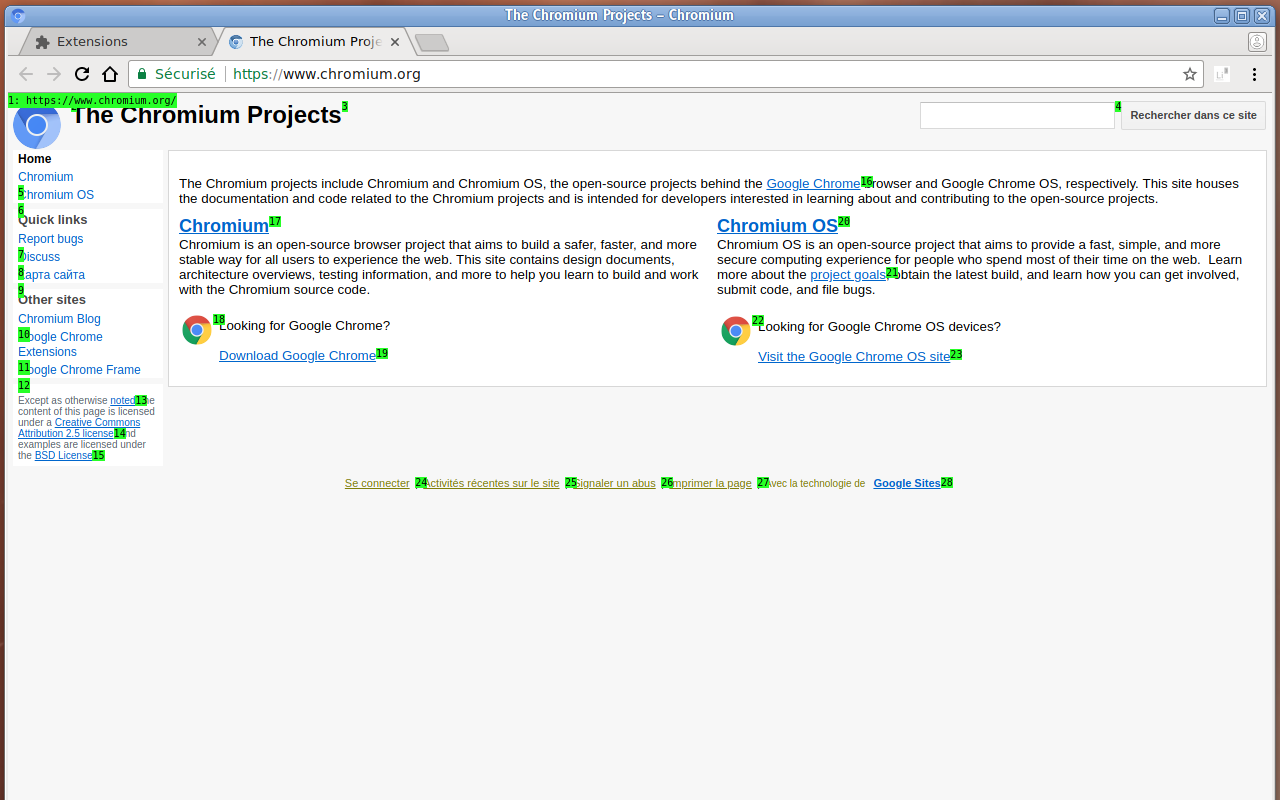 The Chromium Projects – Chromium
Extensions
The Chromium Proje
Sécurisé
https://www.chromium.org
1: https://www.chromium.org/
The Chromium Projects 3
4
Rechercher dans ce site
Home
Chromium
5 Chromium OS
6
Quick links
Report bugs
7 Discuss
8 Карта сайта
9
Other sites
Chromium Blog
10 Google Chrome
Extensions
11 Google Chrome Frame
12
Except as otherwise noted 13 the
content of this page is licensed
under a Creative Commons
Attribution 2.5 license 14 and
examples are licensed under
the BSD License 15
The Chromium projects include Chromium and Chromium OS, the open-source projects behind the Google Chrome 16 browser and Google Chrome OS, respectively. This site houses
the documentation and code related to the Chromium projects and is intended for developers interested in learning about and contributing to the open-source projects.
Chromium 17
Chromium is an open-source browser project that aims to build a safer, faster, and more
stable way for all users to experience the web. This site contains design documents,
architecture overviews, testing information, and more to help you learn to build and work
with the Chromium source code.
18 Looking for Google Chrome?
Download Google Chrome 19
Chromium OS 20
Chromium OS is an open-source project that aims to provide a fast, simple, and more
secure computing experience for people who spend most of their time on the web. Learn
more about the project goals, 21 obtain the latest build, and learn how you can get involved,
submit code, and file bugs.
22 Looking for Google Chrome OS devices?
Visit the Google Chrome OS site 23
Se connecter 24 Activités récentes sur le site 25 Signaler un abus 26 Imprimer la page 27 Avec la technologie de Google Sites 28